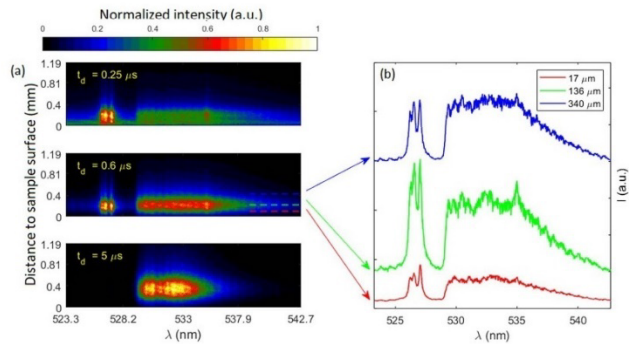 Normalized intensity (a.u.)
0 0.2 0.4 0.6 0.8 1
(a)
1.19
0.79
0.4
0
t_d = 0.25 μs
1.19
0.79
0.4
0
t_d = 0.6 μs
1.19
0.79
0.4
0
t_d = 5 μs
Distance to sample surface (mm)
523.3 528.2 533 537.9 542.7
λ (nm)
(b)
17 μm
136 μm
340 μm
I (a.u.)
525 530 535 540
λ (nm)